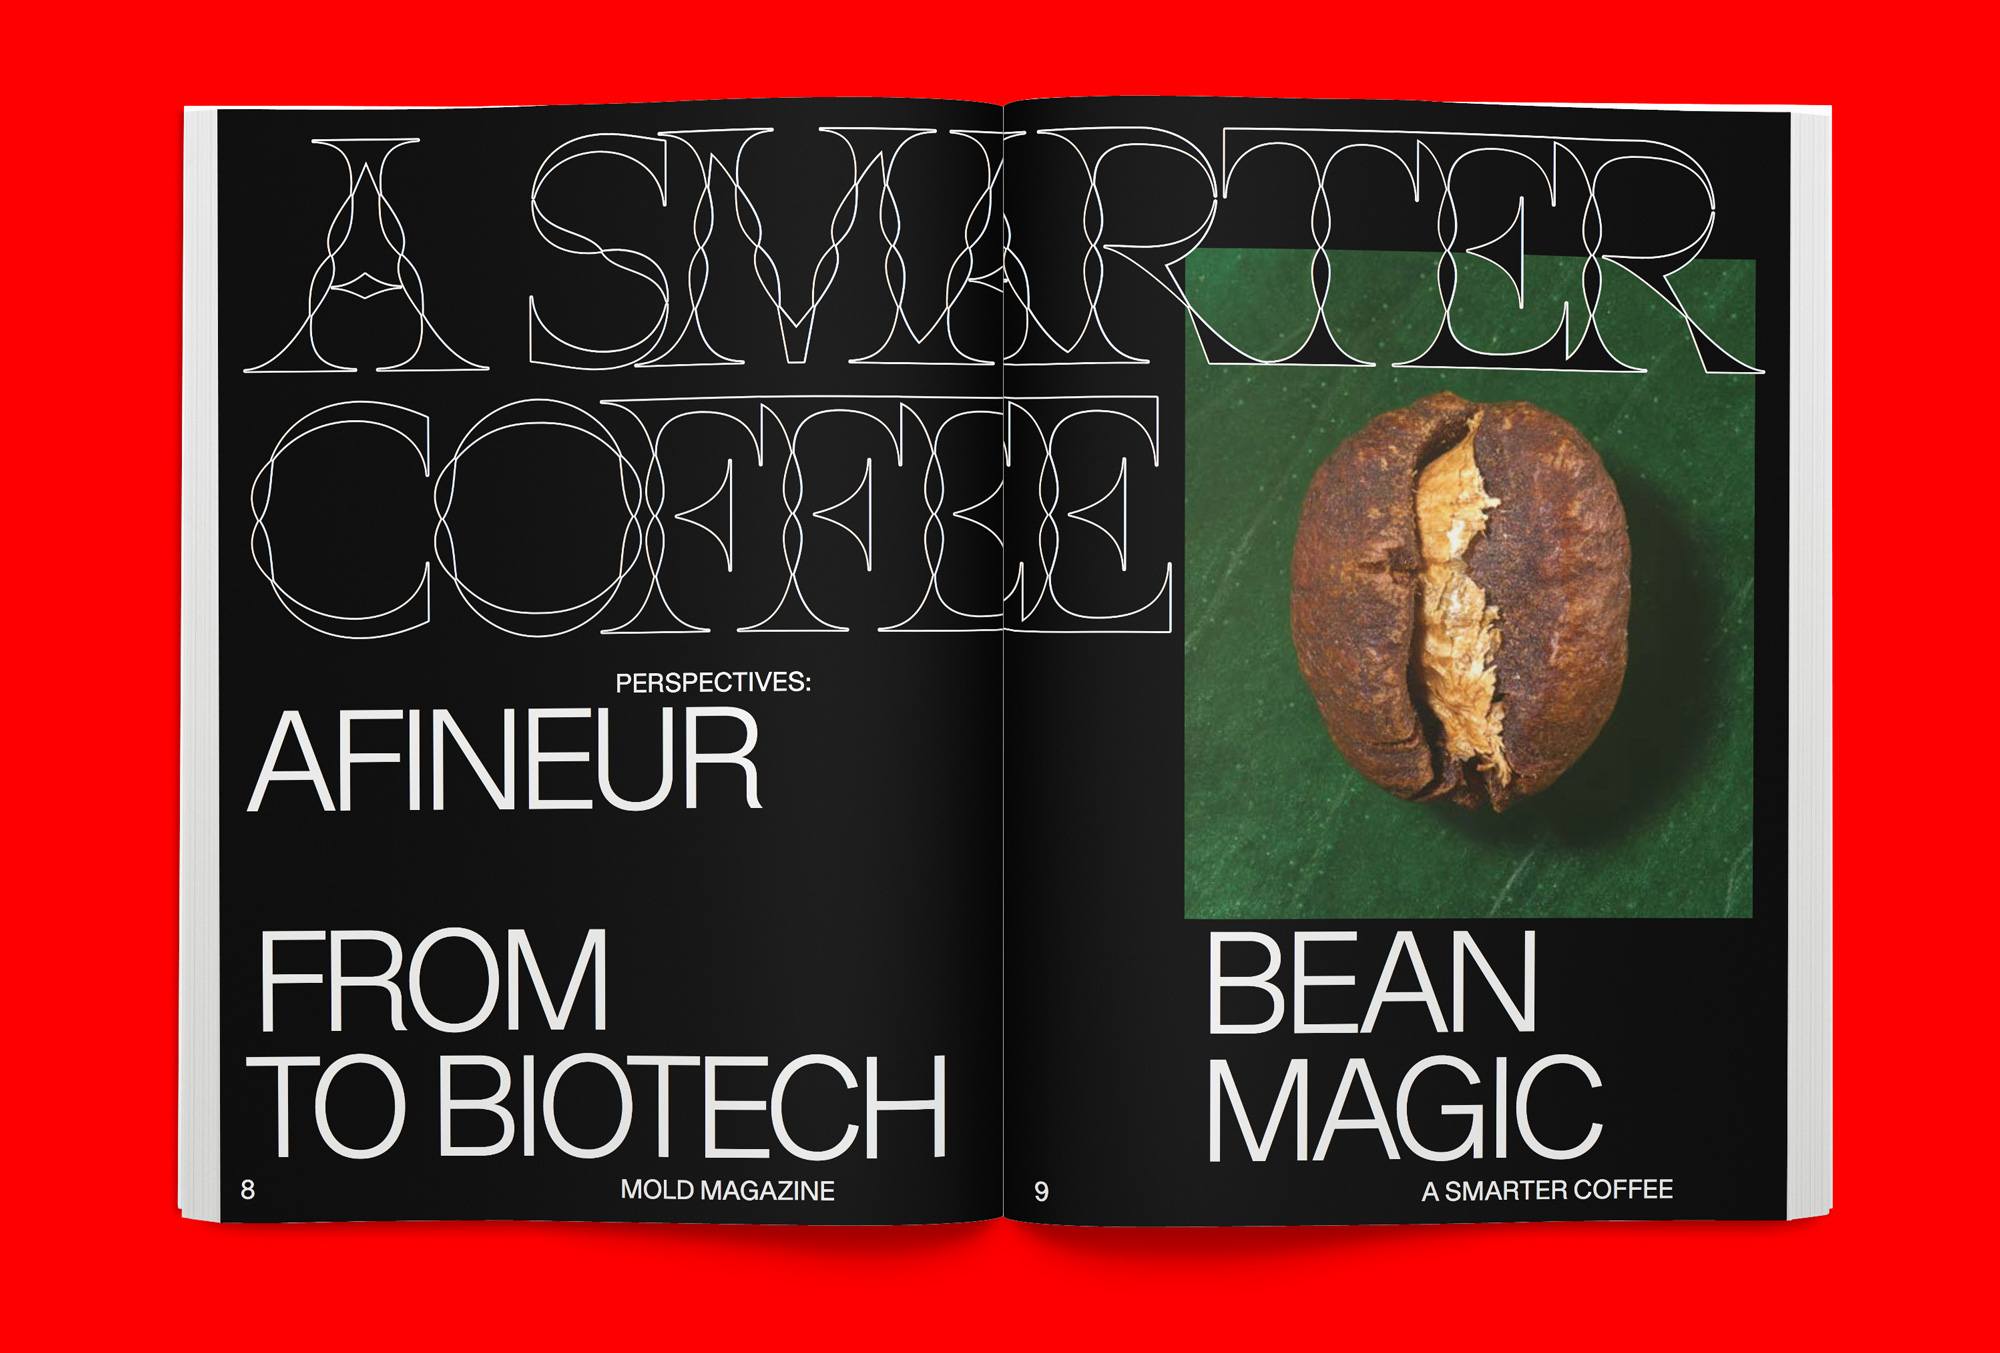 A SMARTER
COFFEE
PERSPECTIVES:
AFINEUR
FROM BEAN
TO BIOTECH MAGIC
8 MOLD MAGAZINE 9 A SMARTER COFFEE